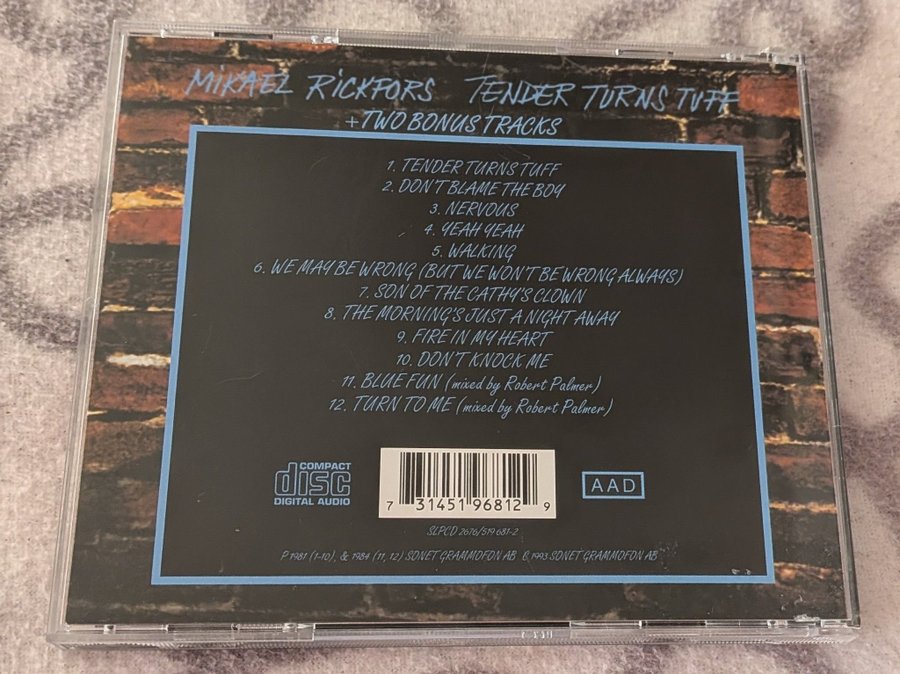 MIKAEL RICKFORS TENDER TURNS TUFF
+TWO BONUS TRACKS
1. TENDER TURNS TUFF
2. DON'T BLAME THE BOY
3. NERVOUS
4. YEAH YEAH
5. WALKING
6. WE MAY BE WRONG (BUT WE WON'T BE WRONG ALWAYS)
7. SON OF THE CATHY'S CLOWN
8. THE MORNING'S JUST A NIGHT AWAY
9. FIRE IN MY HEART
10. DON'T KNOCK ME
11. BLUE FUN (mixed by Robert Palmer)
12. TURN TO ME (mixed by Robert Palmer)
COMPACT
disc
DIGITAL AUDIO
7 31451 96812 9
AAD
SLPCD 2676/519 681-2
P 1981 (1-10), & 1984 (11, 12) SONET GRAMMOFON AB © 1993 SONET GRAMMOFON AB